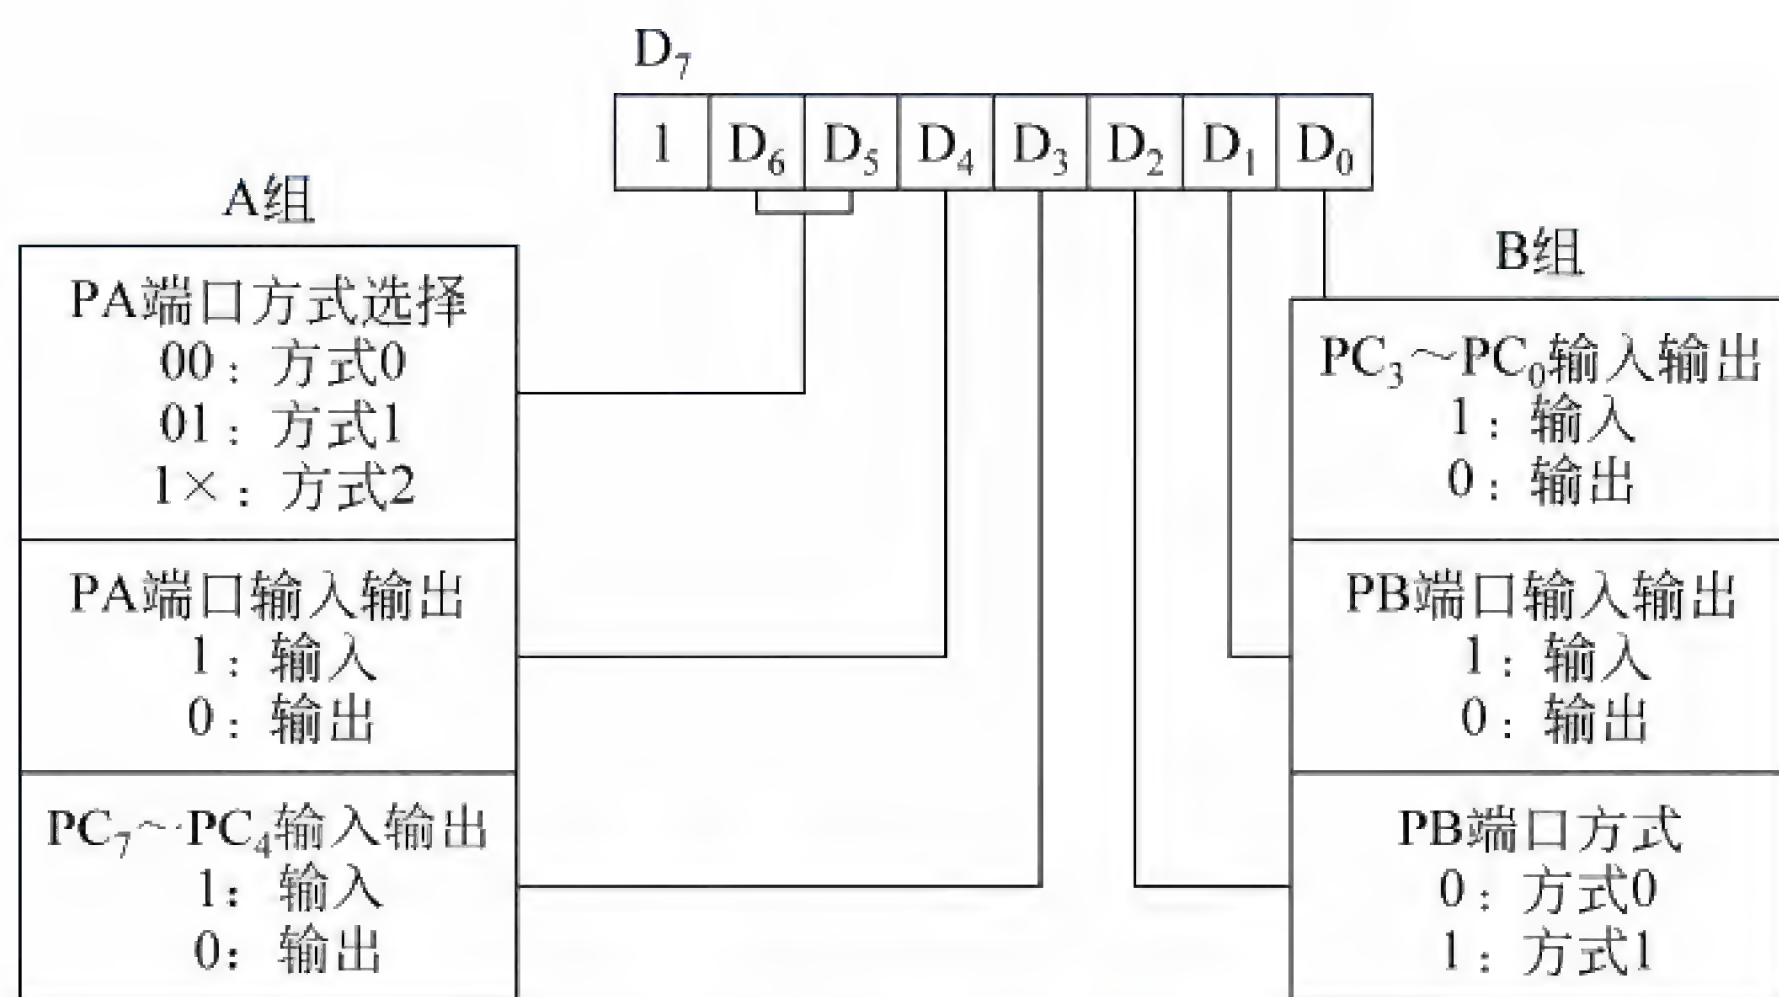 D7
1 D6 D5 D4 D3 D2 D1 D0
A组
PA端口方式选择
00：方式0
01：方式1
1×：方式2
PA端口输入输出
1：输入
0：输出
PC7～PC4输入输出
1：输入
0：输出
B组
PC3～PC0输入输出
1：输入
0：输出
PB端口输入输出
1：输入
0：输出
PB端口方式
0：方式0
1：方式1